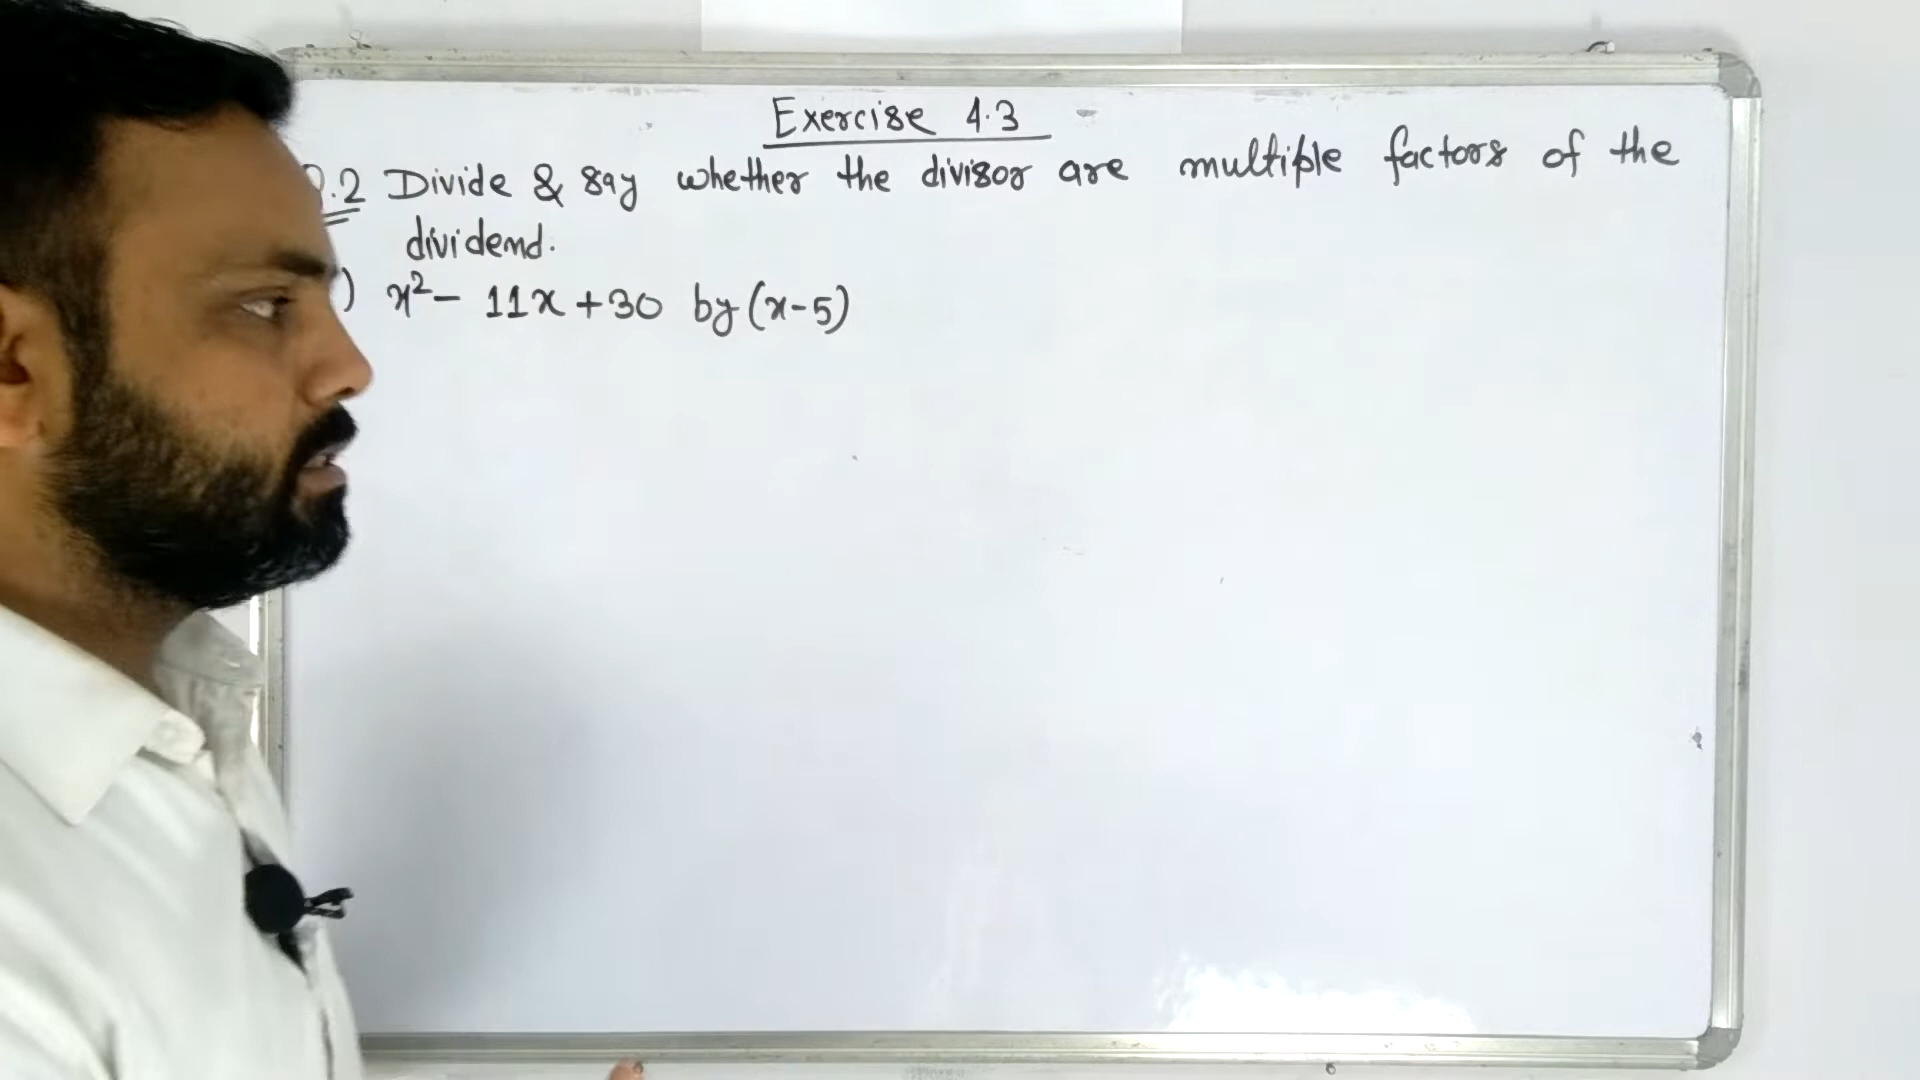 Exercise 4.3
.2 Divide & say whether the divisor are multiple factors of the
dividend.
) x²- 11x +30 by (x-5)